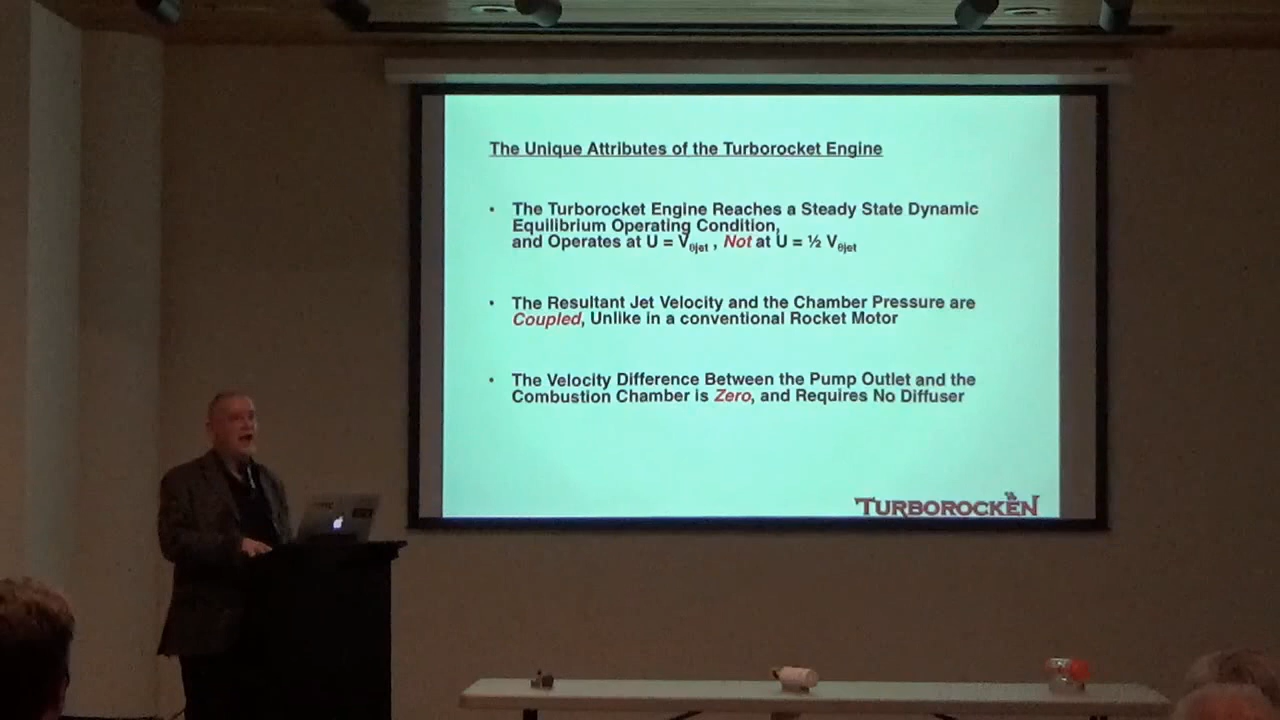 The Unique Attributes of the Turborocket Engine
• The Turborocket Engine Reaches a Steady State Dynamic
Equilibrium Operating Condition,
and Operates at U = Vθjet , Not at U = ½ Vθjet
• The Resultant Jet Velocity and the Chamber Pressure are
Coupled, Unlike in a conventional Rocket Motor
• The Velocity Difference Between the Pump Outlet and the
Combustion Chamber is Zero, and Requires No Diffuser
TURBOROCKEN